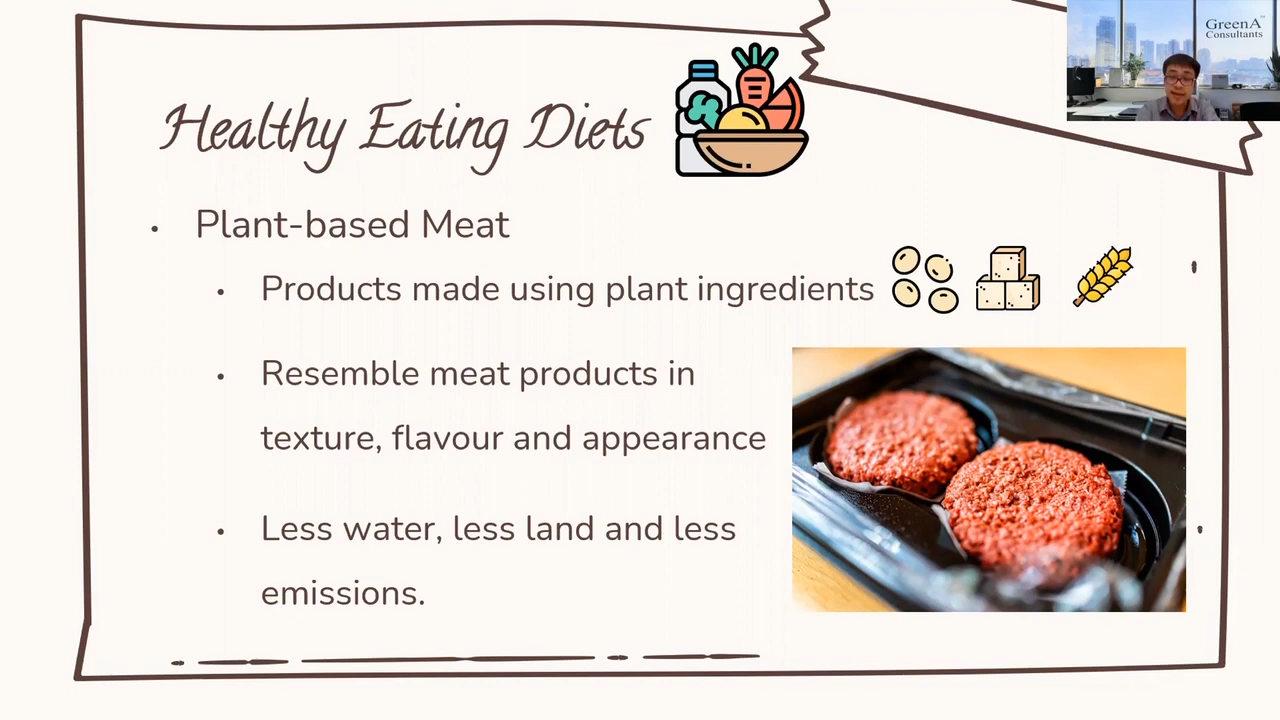 GreenA
Consultants
Healthy Eating Diets
• Plant-based Meat
• Products made using plant ingredients
• Resemble meat products in
texture, flavour and appearance
• Less water, less land and less
emissions.